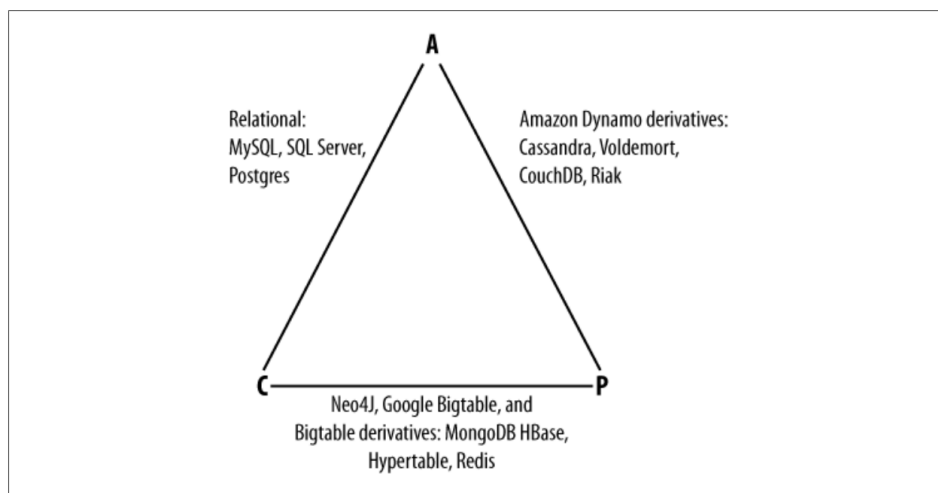 A
Relational:
MySQL, SQL Server,
Postgres
Amazon Dynamo derivatives:
Cassandra, Voldemort,
CouchDB, Riak
C
P
Neo4J, Google Bigtable, and
Bigtable derivatives: MongoDB HBase,
Hypertable, Redis